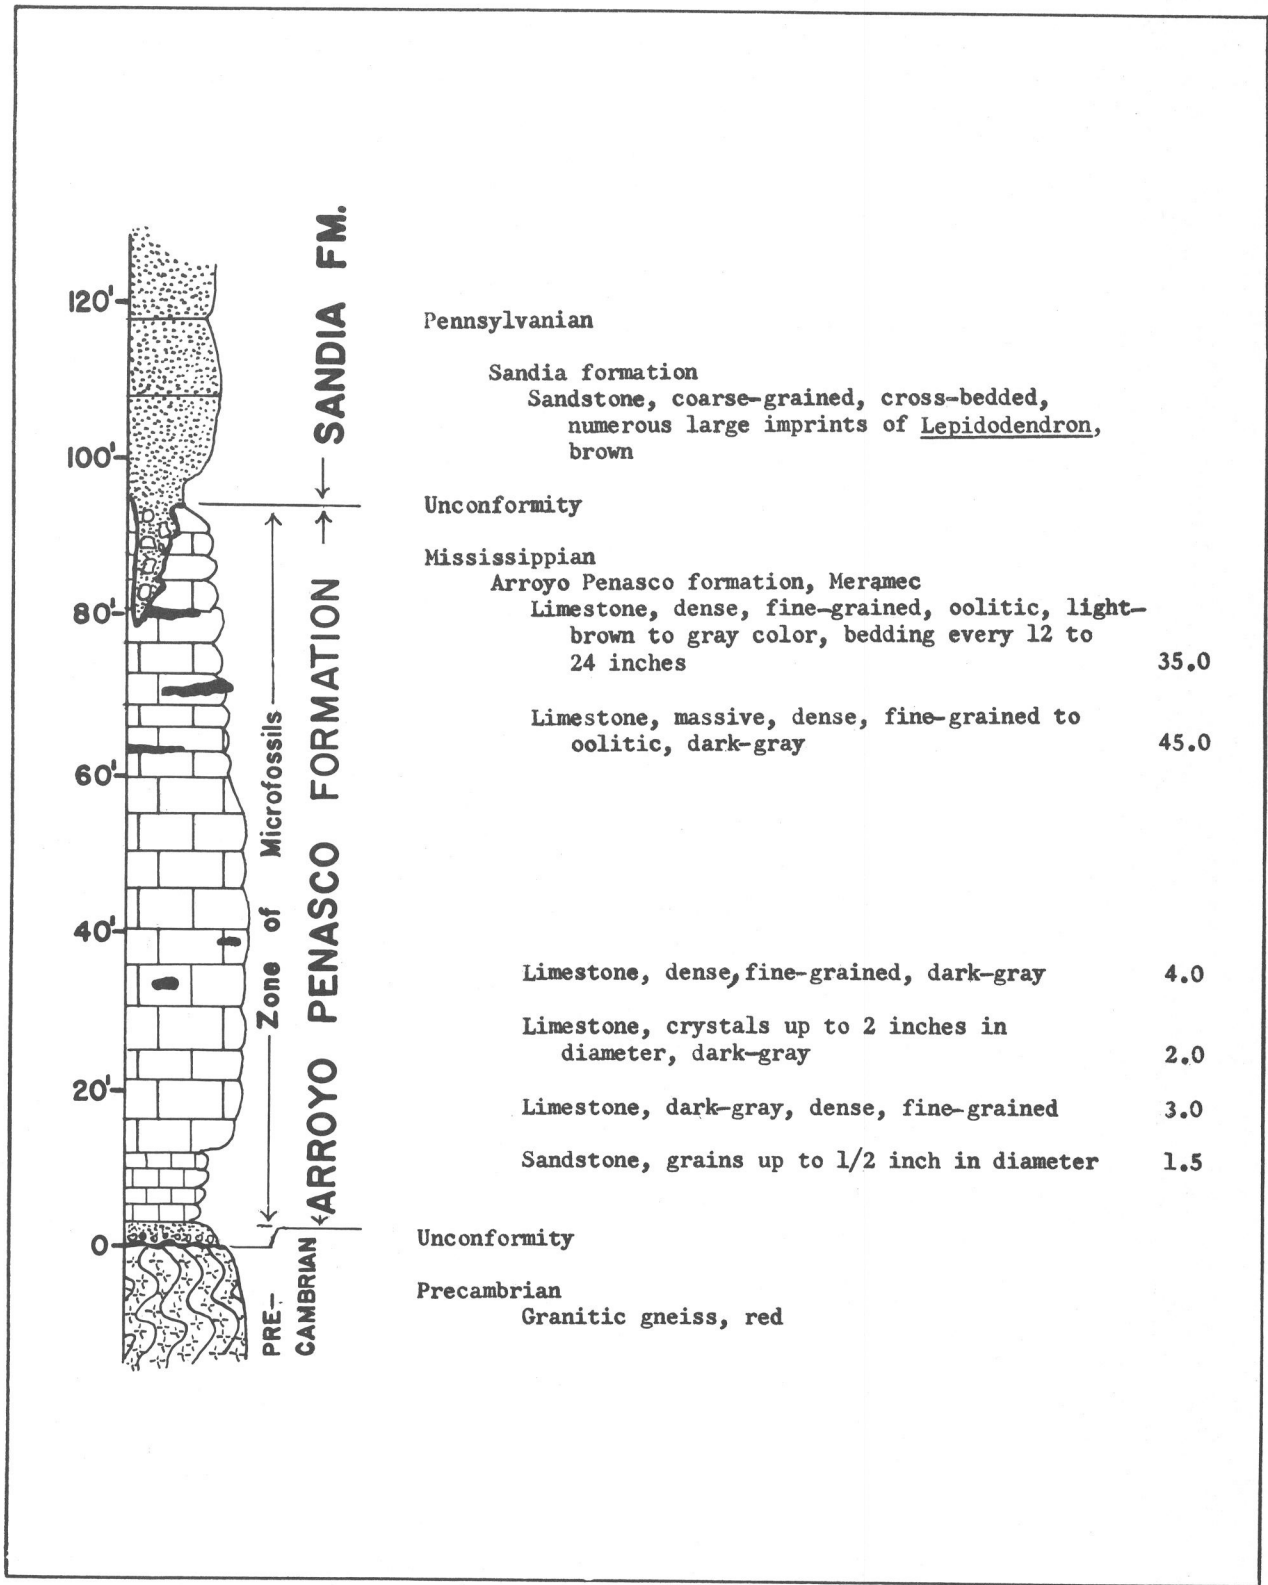 SANDIA FM.
ARROYO PENASCO FORMATION
Zone of Microfossils
PRE-
CAMBRIAN
120'
100'
80'
60'
40'
20'
0
Pennsylvanian
Sandia formation
Sandstone, coarse-grained, cross-bedded,
numerous large imprints of Lepidodendron,
brown
Unconformity
Mississippian
Arroyo Penasco formation, Meramec
Limestone, dense, fine-grained, oolitic, light-
brown to gray color, bedding every 12 to
24 inches 35.0
Limestone, massive, dense, fine-grained to
oolitic, dark-gray 45.0
Limestone, dense, fine-grained, dark-gray 4.0
Limestone, crystals up to 2 inches in
diameter, dark-gray 2.0
Limestone, dark-gray, dense, fine-grained 3.0
Sandstone, grains up to 1/2 inch in diameter 1.5
Unconformity
Precambrian
Granitic gneiss, red